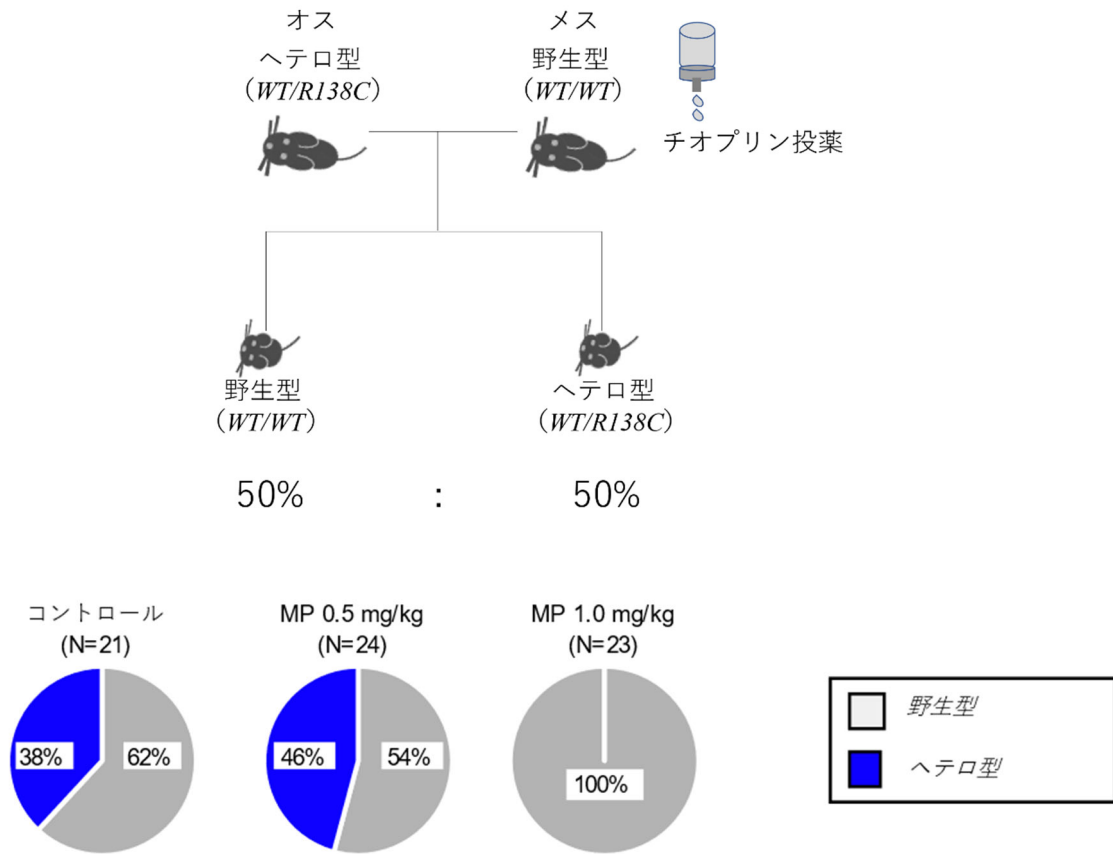 オス
ヘテロ型
（WT/R138C）
メス
野生型
（WT/WT）
チオプリン投薬
野生型
（WT/WT）
ヘテロ型
（WT/R138C）
50% : 50%
コントロール
(N=21)
38%
62%
MP 0.5 mg/kg
(N=24)
46%
54%
MP 1.0 mg/kg
(N=23)
100%
野生型
ヘテロ型